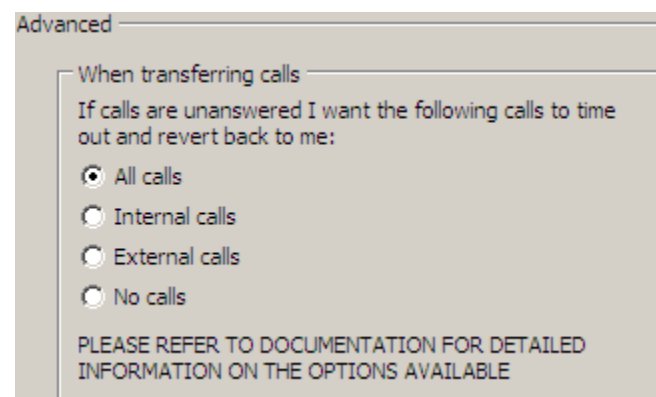 Advanced
When transferring calls
If calls are unanswered I want the following calls to time
out and revert back to me:
All calls
Internal calls
External calls
No calls
PLEASE REFER TO DOCUMENTATION FOR DETAILED
INFORMATION ON THE OPTIONS AVAILABLE